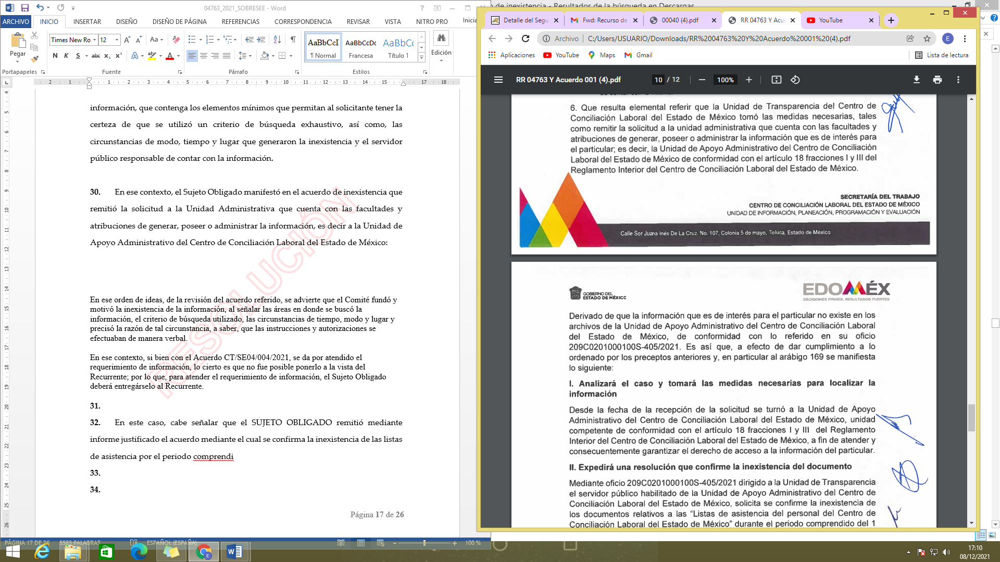 04763_2021_SOBRESEE - Word
ARCHIVO INICIO INSERTAR DISEÑO DISEÑO DE PÁGINA REFERENCIAS CORRESPONDENCIA REVISAR VISTA NITRO PRO Inicia
Times New Ro 12
Pegar
AaBbCcI AaBbCcDc AaBbCc
¶ Normal Francesa Título 1
Edición
Portapapeles Fuente Párrafo Estilos
información, que contenga los elementos mínimos que permitan al solicitante tener la
certeza de que se utilizó un criterio de búsqueda exhaustivo, así como, las
circunstancias de modo, tiempo y lugar que generaron la inexistencia y el servidor
público responsable de contar con la información.
30. En ese contexto, el Sujeto Obligado manifestó en el acuerdo de inexistencia que
remitió la solicitud a la Unidad Administrativa que cuenta con las facultades y
atribuciones de generar, poseer o administrar la información, es decir a la Unidad de
Apoyo Administrativo del Centro de Conciliación Laboral del Estado de México:
RESOLUCIÓN
En ese orden de ideas, de la revisión del acuerdo referido, se advierte que el Comité fundó y
motivó la inexistencia de la información, al señalar las áreas en donde se buscó la
información, el criterio de búsqueda utilizado, las circunstancias de tiempo, modo y lugar y
precisó la razón de tal circunstancia, a saber, que las instrucciones y autorizaciones se
efectuaban de manera verbal.
En ese contexto, si bien con el Acuerdo CT/SE04/004/2021, se da por atendido el
requerimiento de información, lo cierto es que no fue posible ponerlo a la vista del
Recurrente; por lo que, para atender el requerimiento de información, el Sujeto Obligado
deberá entregárselo al Recurrente.
31.
32. En este caso, cabe señalar que el SUJETO OBLIGADO remitió mediante
informe justificado el acuerdo mediante el cual se confirma la inexistencia de las listas
de asistencia por el periodo comprendi
33.
34.
Página 17 de 26
PÁGINA 17 DE 26 5583 PALABRAS ESPAÑOL (ESPAÑA) 100 %
de inexistencia - Resultados de la búsqueda en Descargas
Detalle del Segu Fwd: Recurso de 00040 (4).pdf RR 04763 Y Acue YouTube
Archivo C:/Users/USUARIO/Downloads/RR%2004763%20Y%20Acuerdo%20001%20(4).pdf E
Aplicaciones YouTube Maps Gmail Lista de lectura
RR 04763 Y Acuerdo 001 (4).pdf 10 / 12 100%
6. Que resulta elemental referir que la Unidad de Transparencia del Centro de
Conciliación Laboral del Estado de México tomó las medidas necesarias, tales
como remitir la solicitud a la unidad administrativa que cuenta con las facultades y
atribuciones de generar, poseer o administrar la información que es de interés para
el particular; es decir, la Unidad de Apoyo Administrativo del Centro de Conciliación
Laboral del Estado de México de conformidad con el artículo 18 fracciones I y III del
Reglamento Interior del Centro de Conciliación Laboral del Estado de México.
SECRETARÍA DEL TRABAJO
CENTRO DE CONCILIACIÓN LABORAL DEL ESTADO DE MÉXICO
UNIDAD DE INFORMACIÓN, PLANEACIÓN, PROGRAMACIÓN Y EVALUACIÓN
Calle Sor Juana Inés De La Cruz. No. 107, Colonia 5 de mayo, Toluca, Estado de México
GOBIERNO DEL
ESTADO DE MÉXICO
EDOMÉX
DECISIONES FIRMES, RESULTADOS FUERTES
Derivado de que la información que es de interés para el particular no existe en los
archivos de la Unidad de Apoyo Administrativo del Centro de Conciliación Laboral
del Estado de México, de conformidad con lo referido en su oficio
209C0201000100S-405/2021. Es así que, a efecto de dar cumplimiento a lo
ordenado por los preceptos anteriores y, en particular al arábigo 169 se manifiesta
lo siguiente:
I. Analizará el caso y tomará las medidas necesarias para localizar la
información
Desde la fecha de la recepción de la solicitud se turnó a la Unidad de Apoyo
Administrativo del Centro de Conciliación Laboral del Estado de México, unidad
competente de conformidad con el artículo 18 fracciones I y III del Reglamento
Interior del Centro de Conciliación Laboral del Estado de México, a fin de atender y
consecuentemente garantizar el derecho de acceso a la información del particular.
II. Expedirá una resolución que confirme la inexistencia del documento
Mediante oficio 209C0201000100S-405/2021 dirigido a la Unidad de Transparencia
el servidor público habilitado de la Unidad de Apoyo Administrativo del Centro de
Conciliación Laboral del Estado de México, solicita se confirme la inexistencia de
los documentos relativos a las “Listas de asistencia del personal del Centro de
Conciliación Laboral del Estado de México” durante el periodo comprendido del 1
17:10
08/12/2021